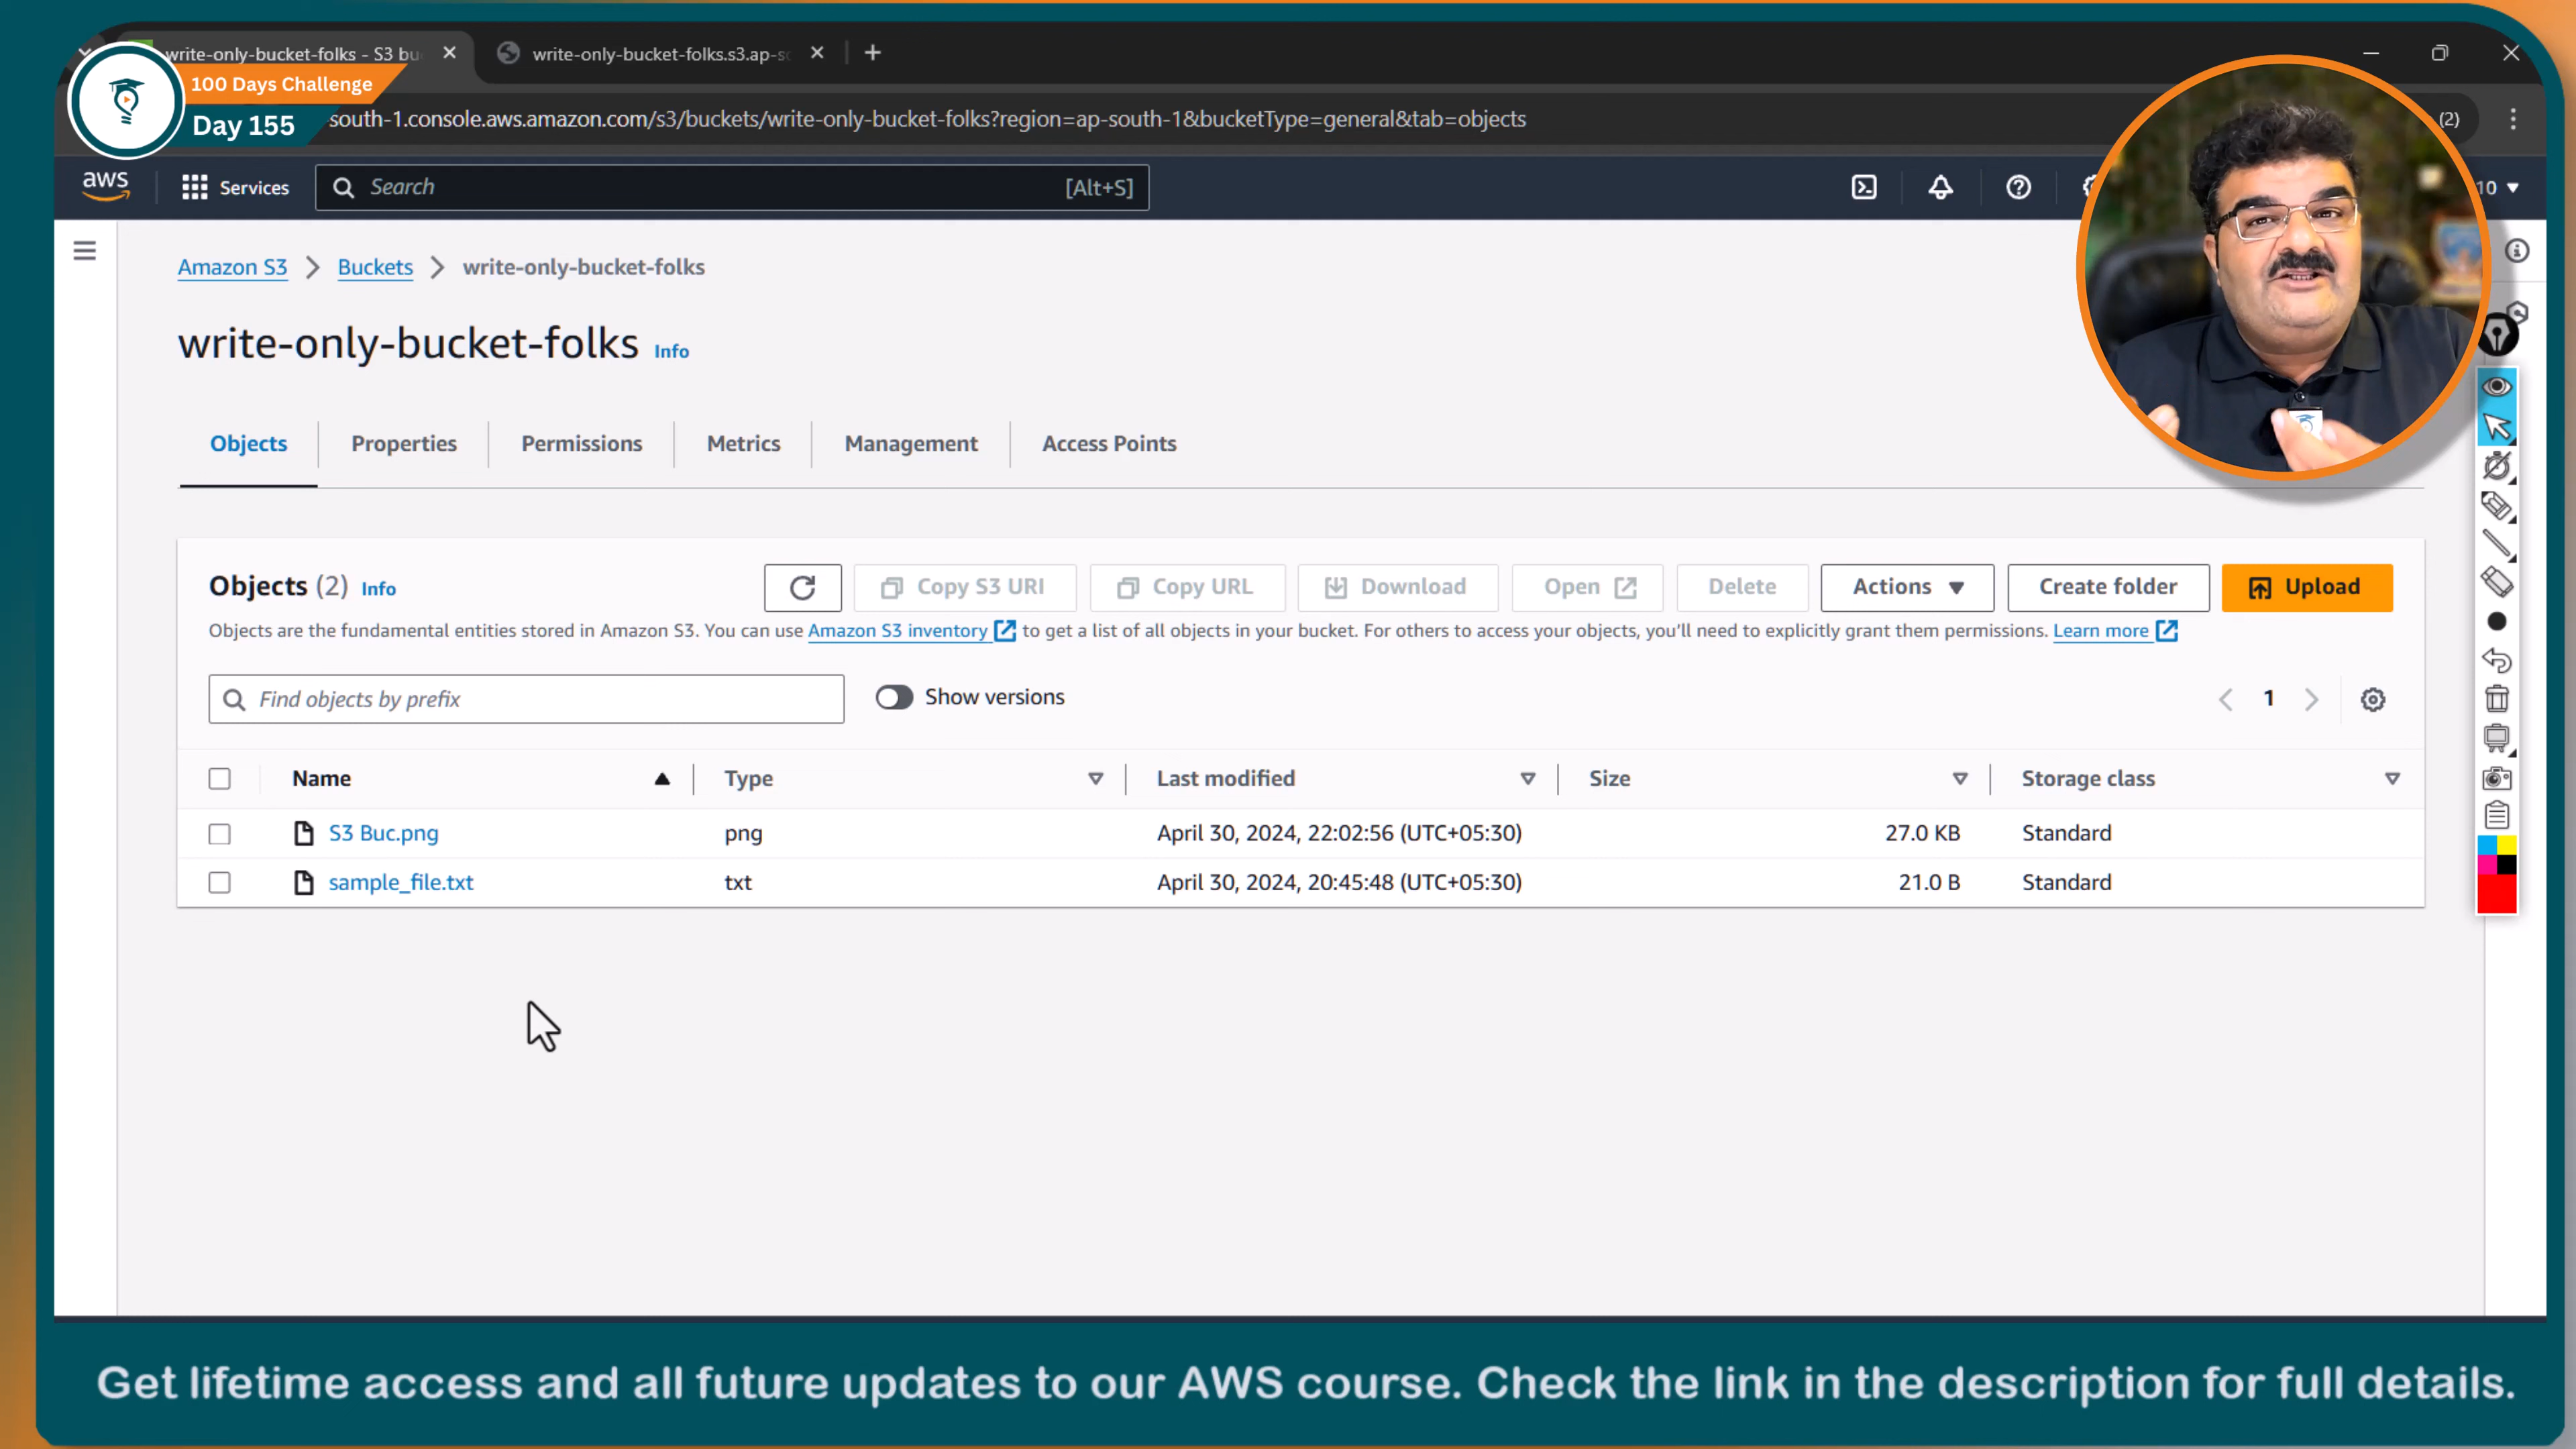 write-only-bucket-folks - S3 bu
write-only-bucket-folks.s3.ap-s
100 Days Challenge
Day 155
-south-1.console.aws.amazon.com/s3/buckets/write-only-bucket-folks?region=ap-south-1&bucketType=general&tab=objects
(2)
aws
Services
Search
[Alt+S]
10
Amazon S3 > Buckets > write-only-bucket-folks
write-only-bucket-folks Info
Objects Properties Permissions Metrics Management Access Points
Objects (2) Info
Copy S3 URI Copy URL Download Open Delete Actions Create folder Upload
Objects are the fundamental entities stored in Amazon S3. You can use Amazon S3 inventory to get a list of all objects in your bucket. For others to access your objects, you'll need to explicitly grant them permissions. Learn more
Find objects by prefix
Show versions
1
Name Type Last modified Size Storage class
S3 Buc.png png April 30, 2024, 22:02:56 (UTC+05:30) 27.0 KB Standard
sample_file.txt txt April 30, 2024, 20:45:48 (UTC+05:30) 21.0 B Standard
Get lifetime access and all future updates to our AWS course. Check the link in the description for full details.